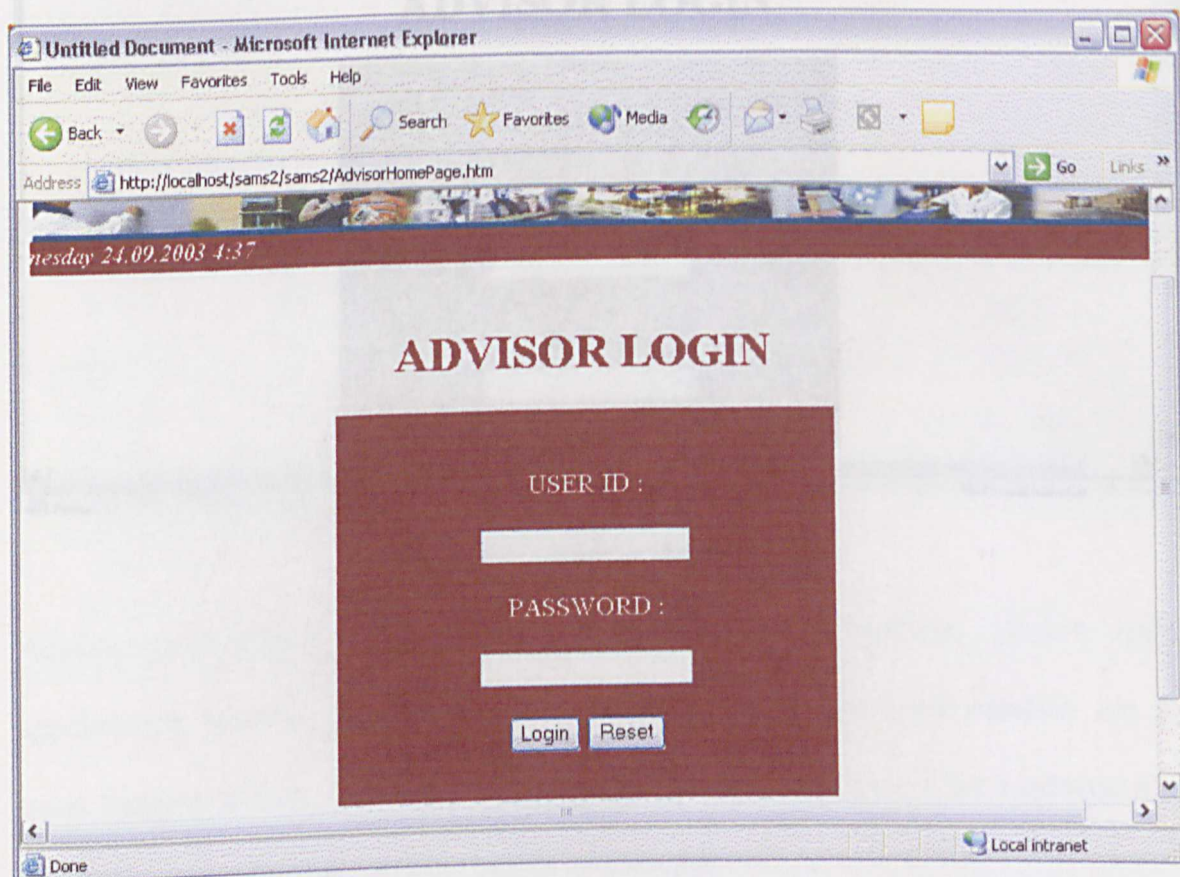 Untitled Document - Microsoft Internet Explorer
File Edit View Favorites Tools Help
Back Search Favorites Media
Address http://localhost/sams2/sams2/AdvisorHomePage.htm Go Links »
nesday 24.09.2003 4:37
ADVISOR LOGIN
USER ID :
PASSWORD :
Login Reset
Done Local intranet